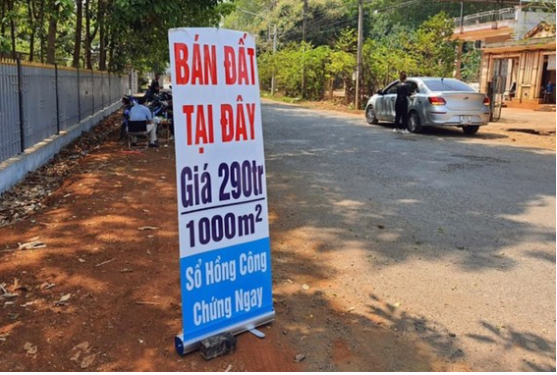 BÁN ĐẤT
TẠI ĐÂY
Giá 290tr
1000m²
Sổ Hồng Công
Chứng Ngay